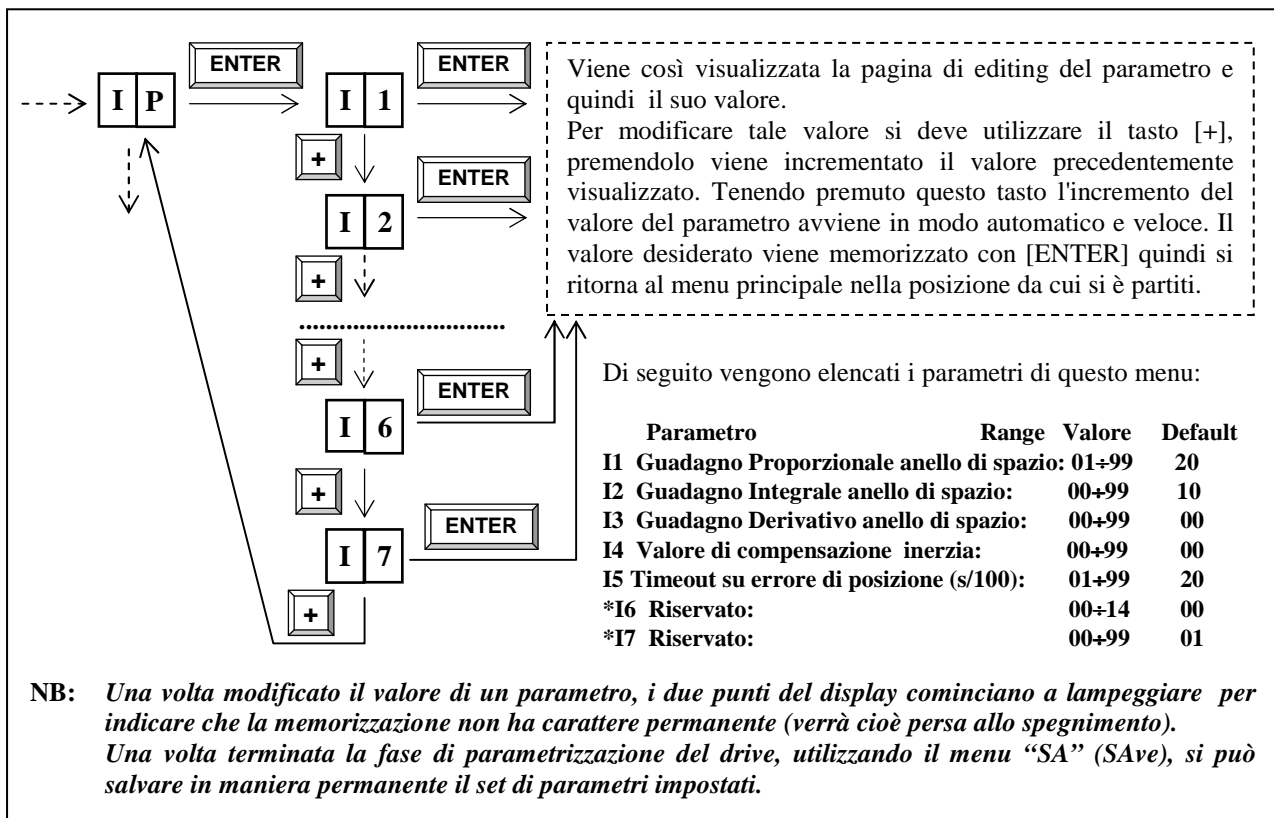 ENTER
ENTER
I P
I 1
Viene così visualizzata la pagina di editing del parametro e
quindi il suo valore.
Per modificare tale valore si deve utilizzare il tasto [+],
premendolo viene incrementato il valore precedentemente
visualizzato. Tenendo premuto questo tasto l'incremento del
valore del parametro avviene in modo automatico e veloce. Il
valore desiderato viene memorizzato con [ENTER] quindi si
ritorna al menu principale nella posizione da cui si è partiti.
+
ENTER
I 2
+
+
ENTER
I 6
+
ENTER
I 7
+
Di seguito vengono elencati i parametri di questo menu:
Parametro Range Valore Default
I1 Guadagno Proporzionale anello di spazio: 01÷99 20
I2 Guadagno Integrale anello di spazio: 00÷99 10
I3 Guadagno Derivativo anello di spazio: 00÷99 00
I4 Valore di compensazione inerzia: 00÷99 00
I5 Timeout su errore di posizione (s/100): 01÷99 20
*I6 Riservato: 00÷14 00
*I7 Riservato: 00÷99 01
NB: Una volta modificato il valore di un parametro, i due punti del display cominciano a lampeggiare per
indicare che la memorizzazione non ha carattere permanente (verrà cioè persa allo spegnimento).
Una volta terminata la fase di parametrizzazione del drive, utilizzando il menu “SA” (SAve), si può
salvare in maniera permanente il set di parametri impostati.